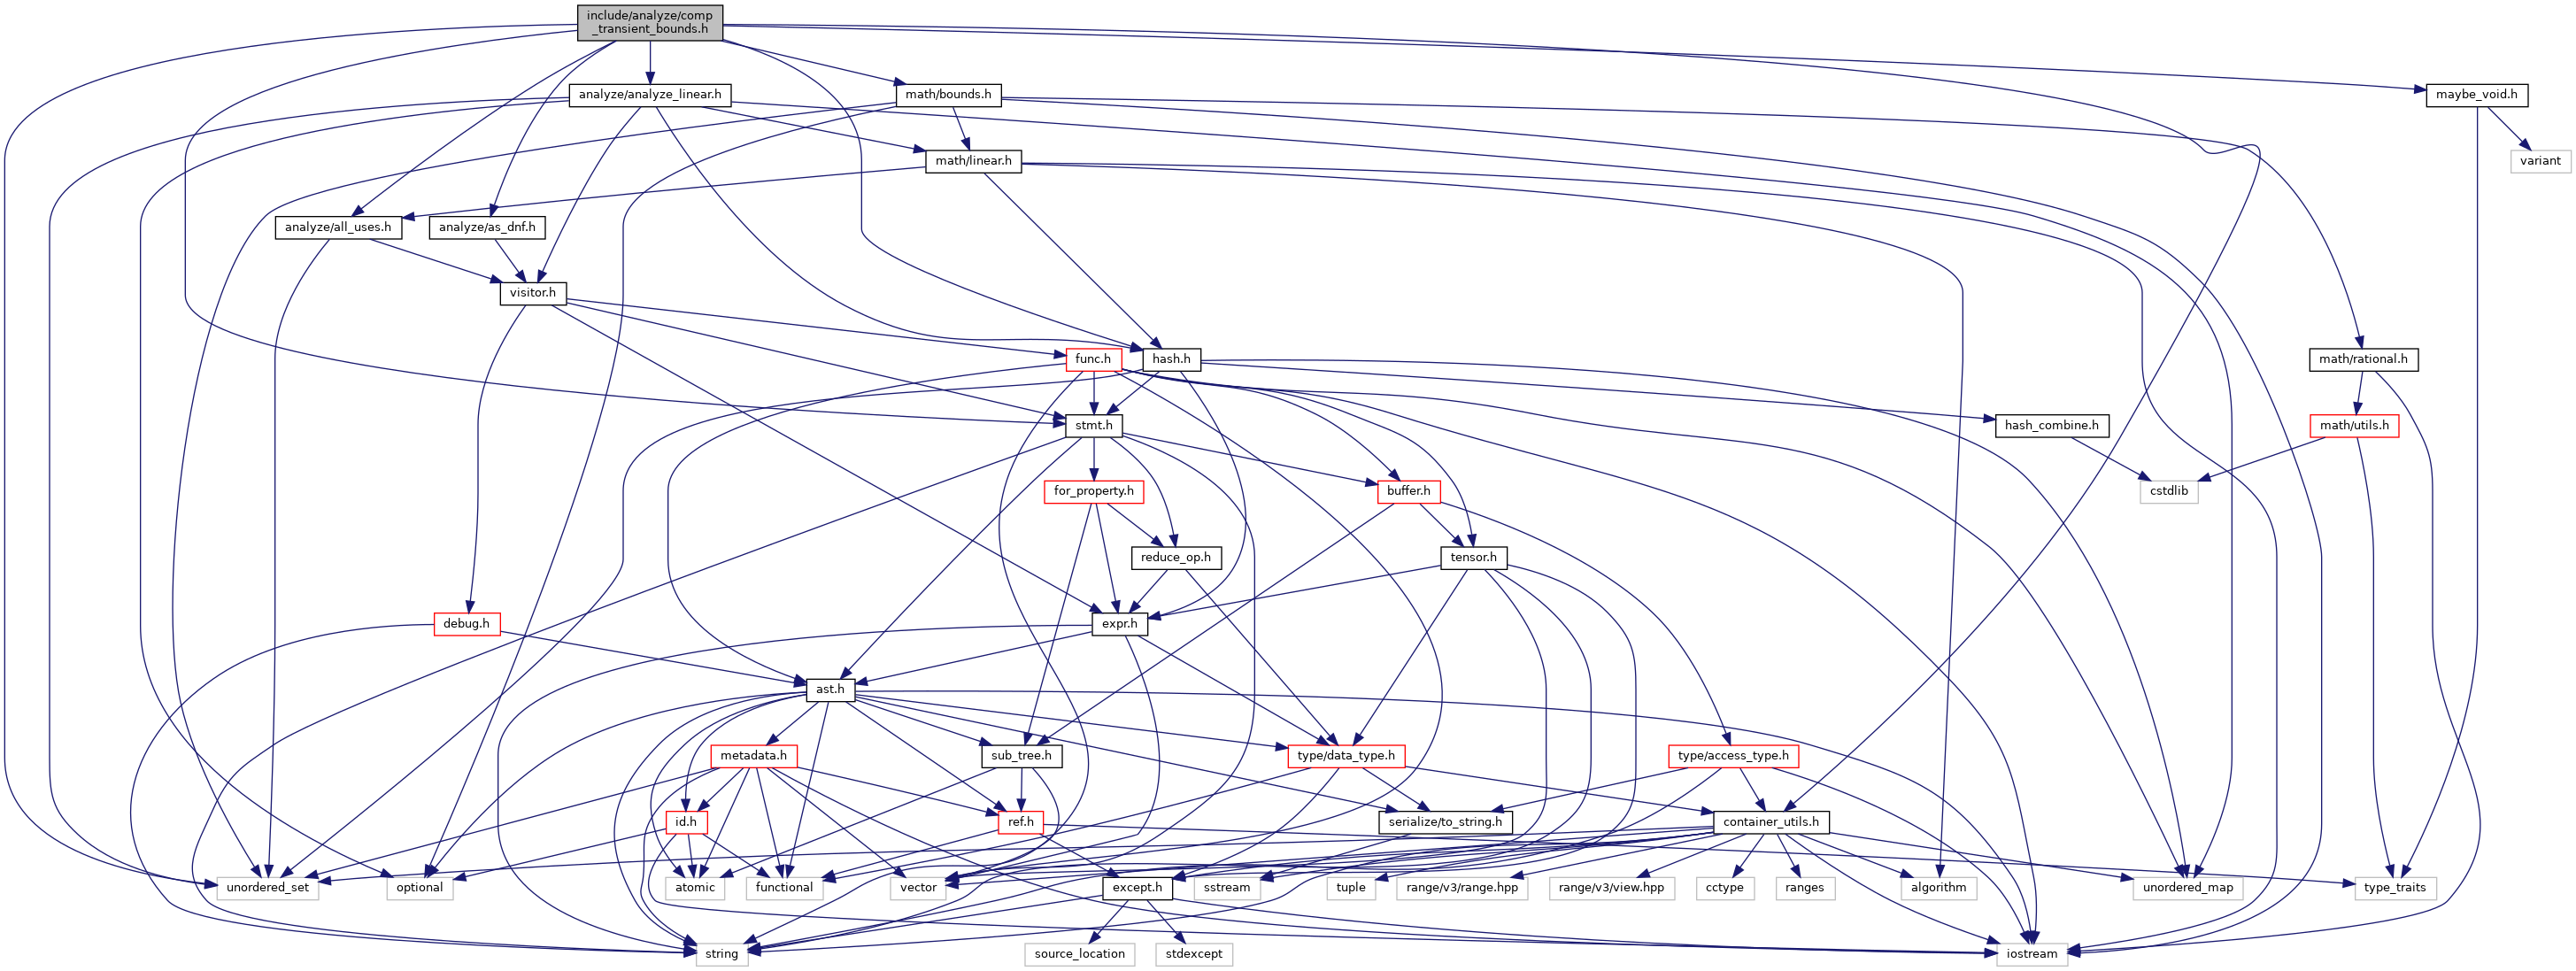 include/analyze/comp
_transient_bounds.h
analyze/analyze_linear.h
math/bounds.h
maybe_void.h
math/linear.h
variant
analyze/all_uses.h
analyze/as_dnf.h
visitor.h
func.h
hash.h
math/rational.h
stmt.h
hash_combine.h
math/utils.h
for_property.h
buffer.h
cstdlib
reduce_op.h
tensor.h
debug.h
expr.h
ast.h
metadata.h
sub_tree.h
type/data_type.h
type/access_type.h
id.h
ref.h
serialize/to_string.h
container_utils.h
unordered_set
optional
atomic
functional
vector
except.h
sstream
tuple
range/v3/range.hpp
range/v3/view.hpp
cctype
ranges
algorithm
unordered_map
type_traits
string
source_location
stdexcept
iostream